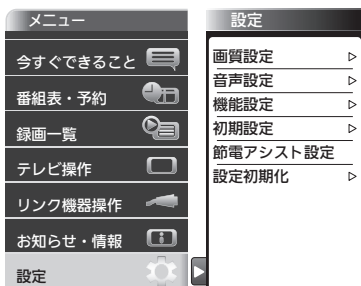 メニュー
今すぐできること
番組表・予約
録画一覧
テレビ操作
リンク機器操作
お知らせ・情報
設定
設定
画質設定
音声設定
機能設定
初期設定
節電アシスト設定
設定初期化